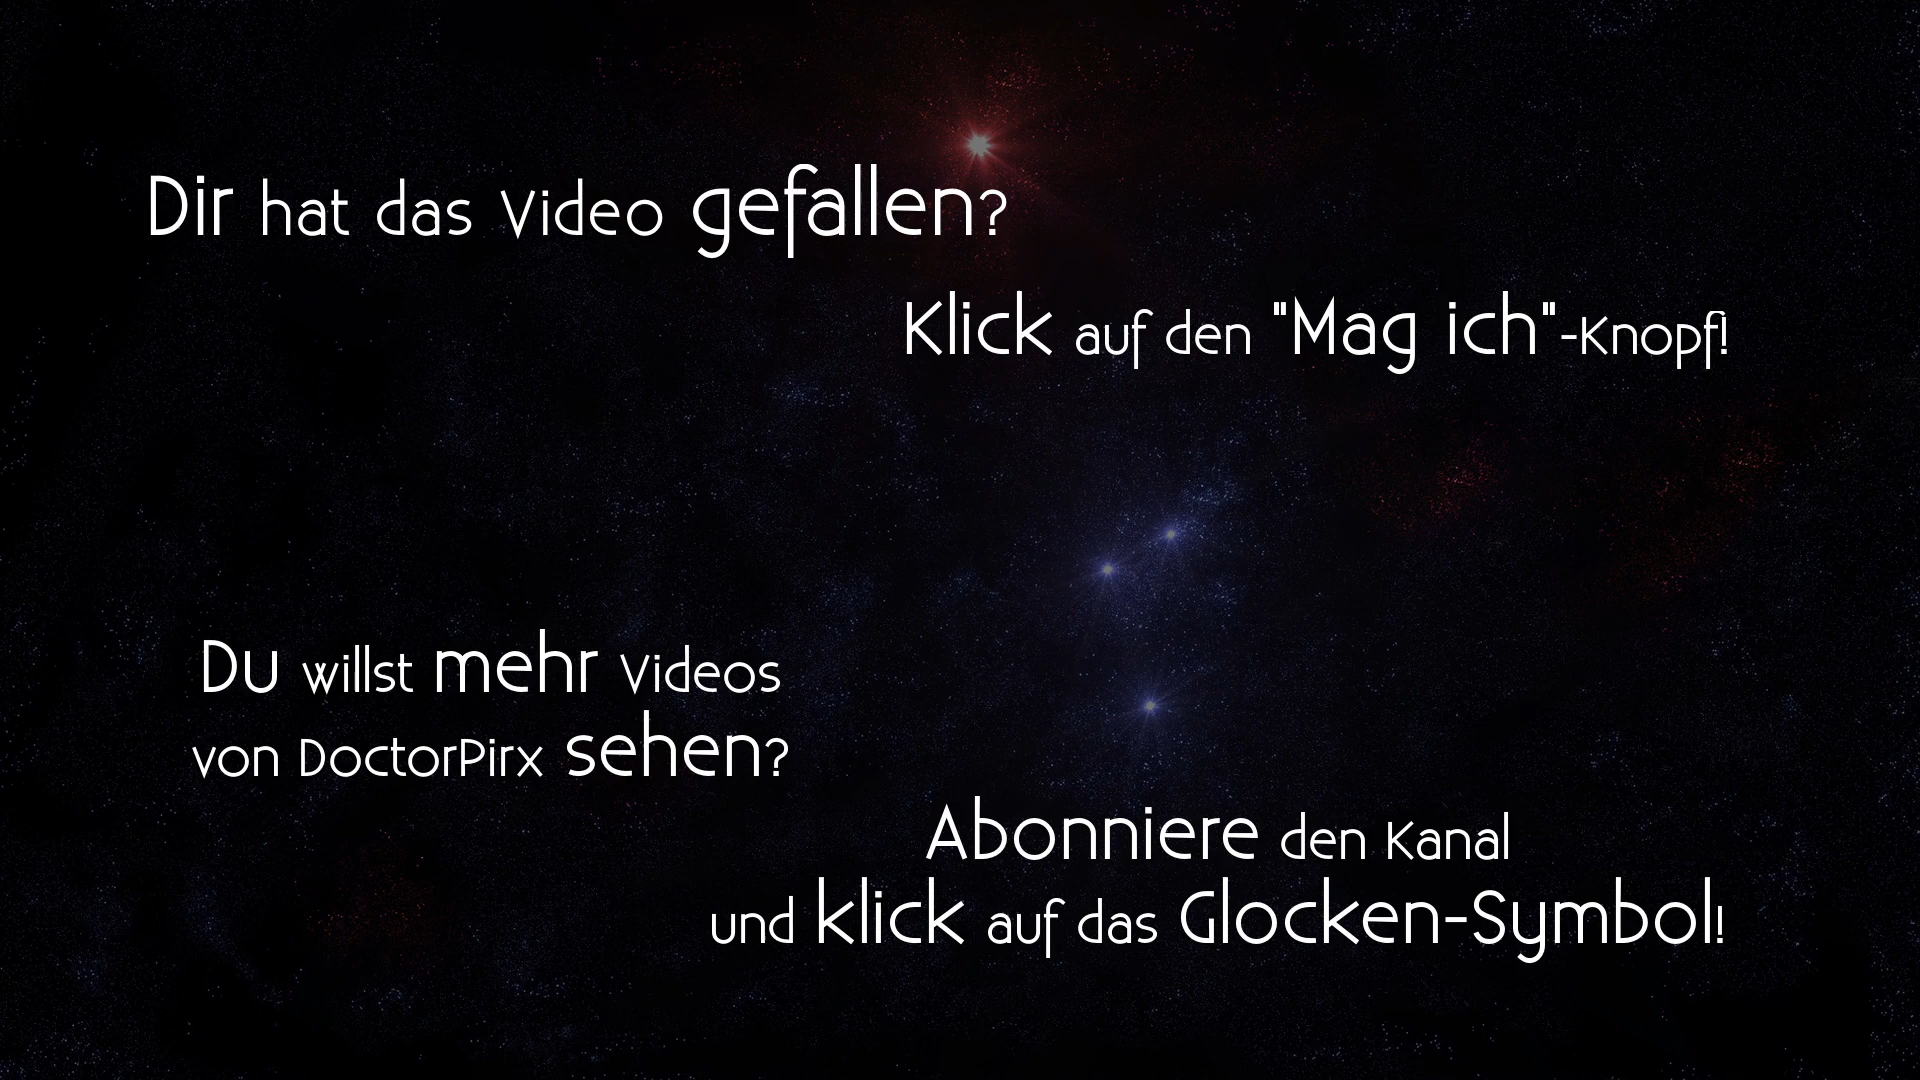 Dir hat das Video gefallen?
Klick auf den "Mag ich"-Knopf!
Du willst mehr Videos
von DoctorPirx sehen?
Abonniere den Kanal
und klick auf das Glocken-Symbol!